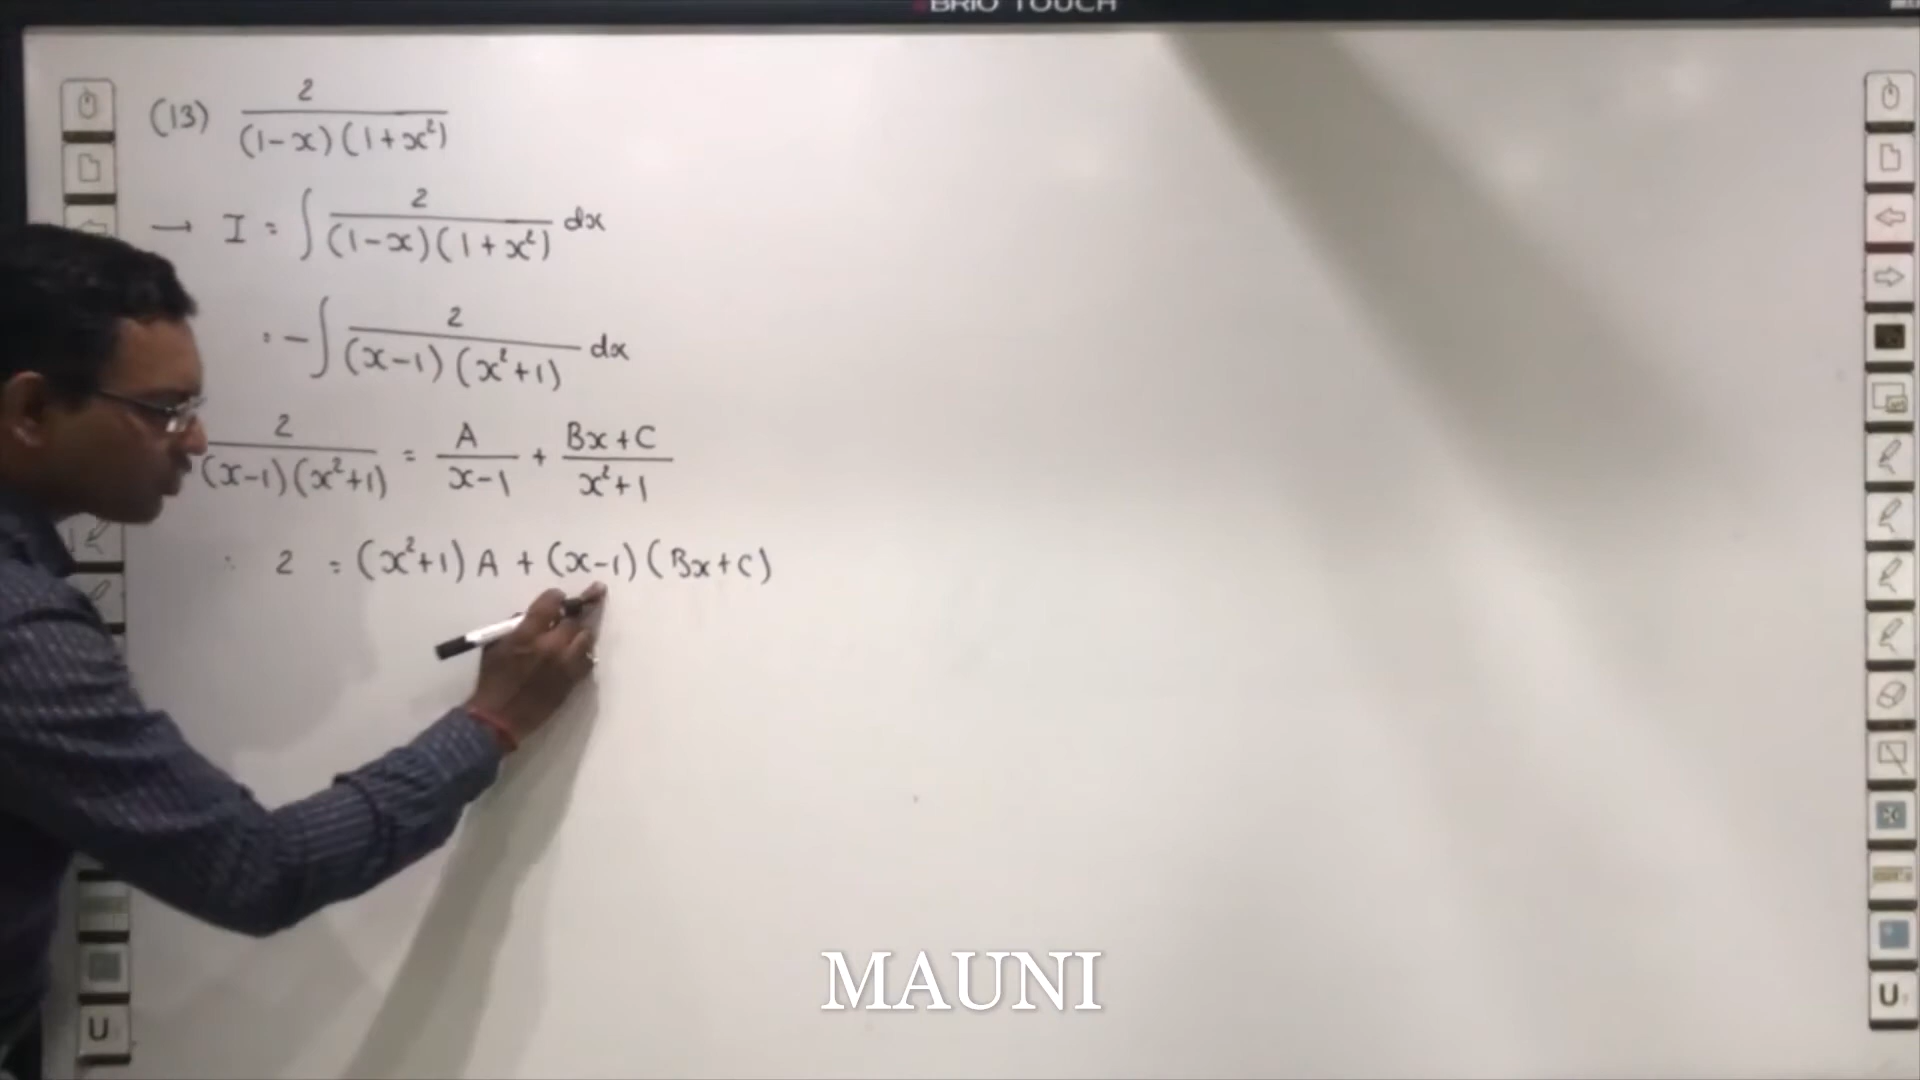 BRIO TOUCH
(13) 2 / (1-x)(1+x²)
→ I = ∫ 2 / (1-x)(1+x²) dx
= -∫ 2 / (x-1)(x²+1) dx
2 / (x-1)(x²+1) = A / x-1 + Bx+C / x²+1
∴ 2 = (x²+1)A + (x-1)(Bx+C)
MAUNI
U
U